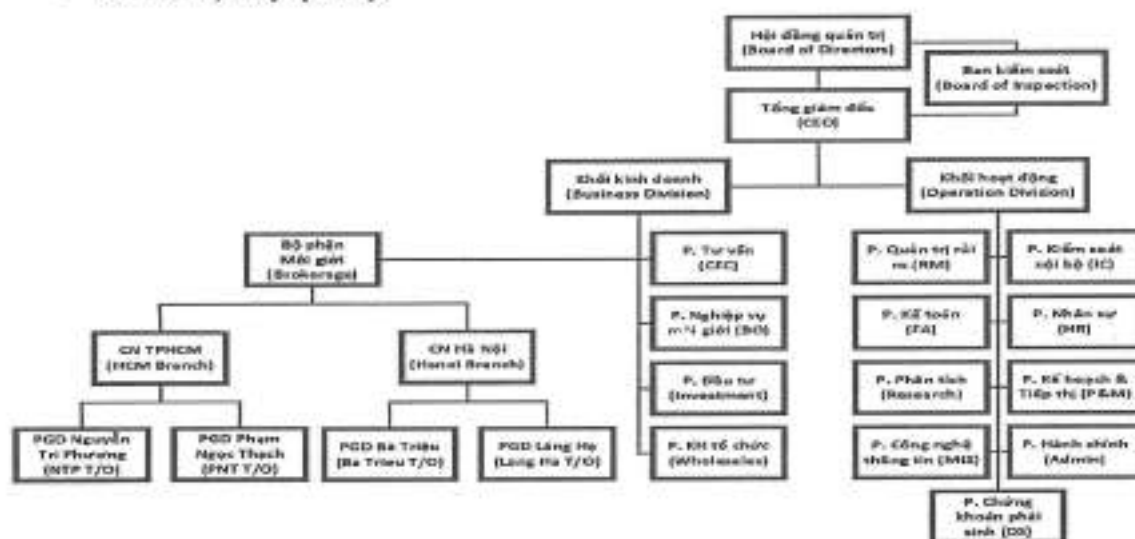 Hội đồng quản trị
(Board of Directors)
Ban kiểm soát
(Board of Inspection)
Tổng giám đốc
(CEO)
Khối kinh doanh
(Business Division)
Khối hoạt động
(Operation Division)
Bộ phận
Môi giới
(Brokerage)
P. Tư vấn
P. Quản trị rủi
ro (RM)
P. Kiểm soát
nội bộ (IC)
P. Nghiệp vụ
môi giới (BO)
P. Kế toán
(FA)
P. Nhân sự
(HR)
CN TPHCM
(HCM Branch)
CN Hà Nội
(Hanoi Branch)
P. Đầu tư
(Investment)
P. Phân tích
(Research)
P. Kế hoạch &
Tiếp thị (P&M)
PGD Nguyễn
Tri Phương
(NTP T/O)
PGD Phạm
Ngọc Thạch
(PNT T/O)
PGD Bà Triệu
(Ba Trieu T/O)
PGD Láng Hạ
(Lang Ha T/O)
P. KH tổ chức
(Wholesales)
P. Công nghệ
thông tin (MIS)
P. Hành chính
(Admin)
P. Chứng
khoán phái
sinh (DS)